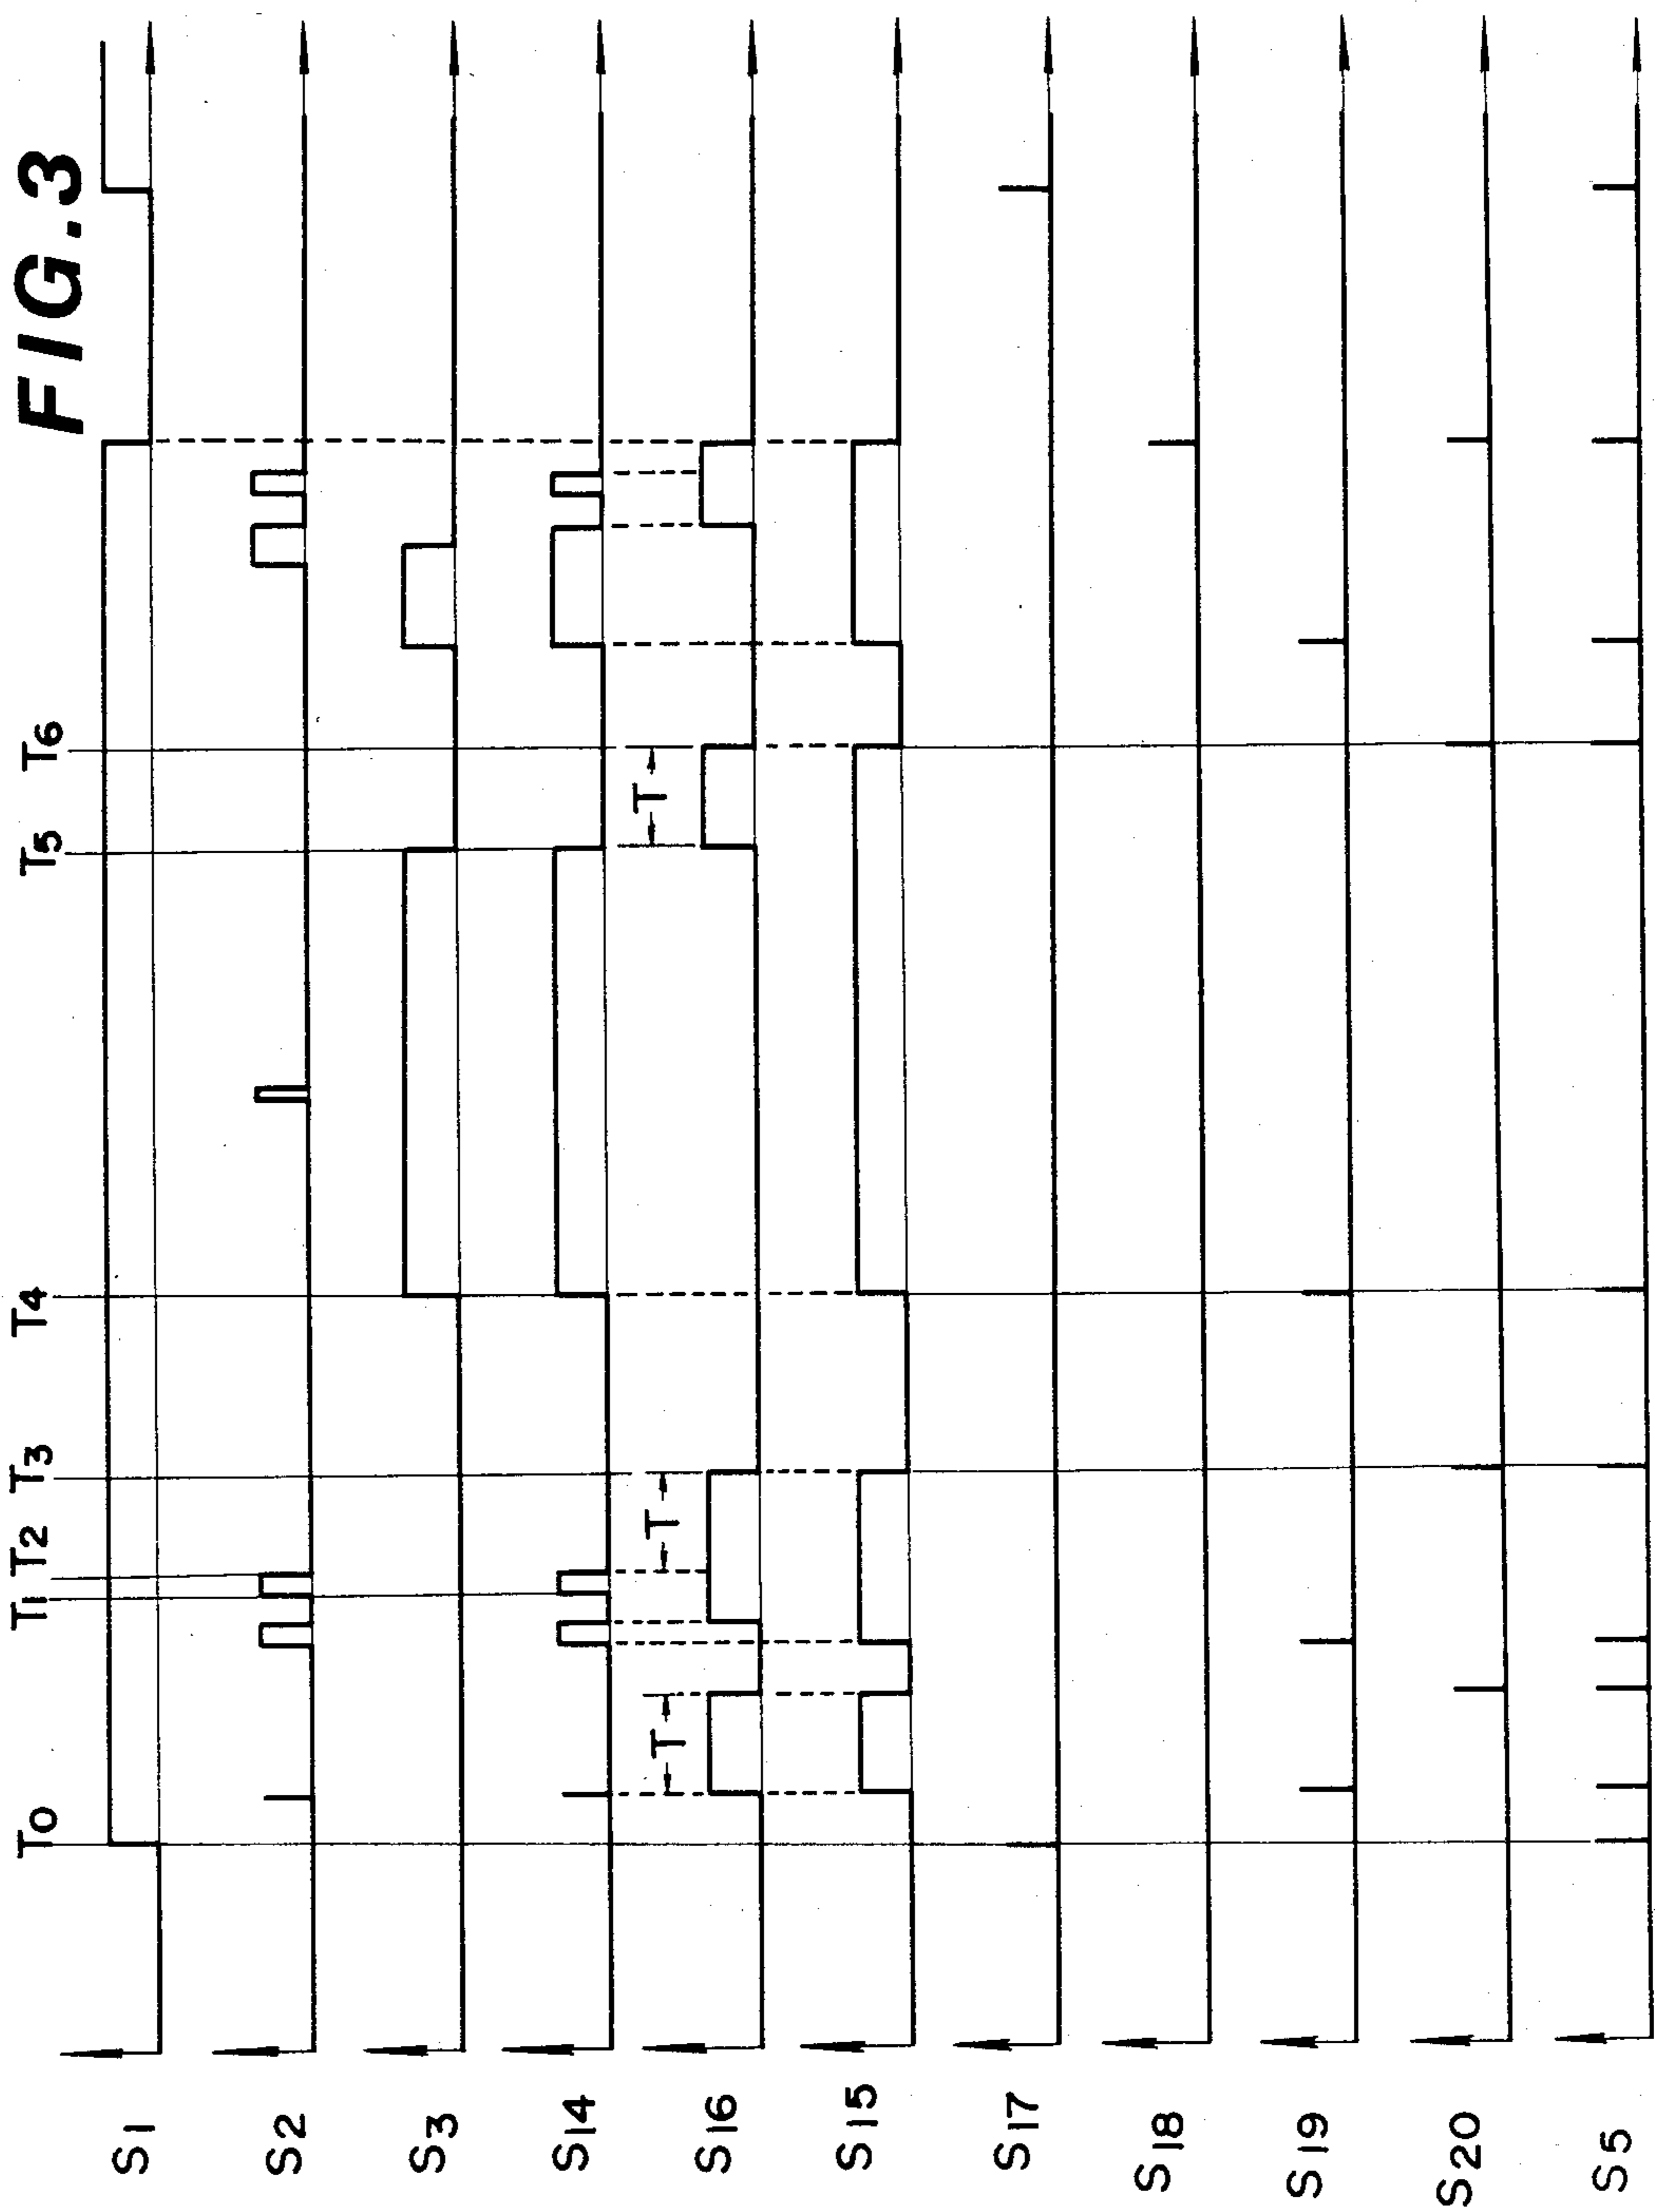 FIG.3
T0 T1 T2 T3 T4 T5 T6
S1
S2
S3
S14
T T T
S16
S15
S17
S18
S19
S20
S5